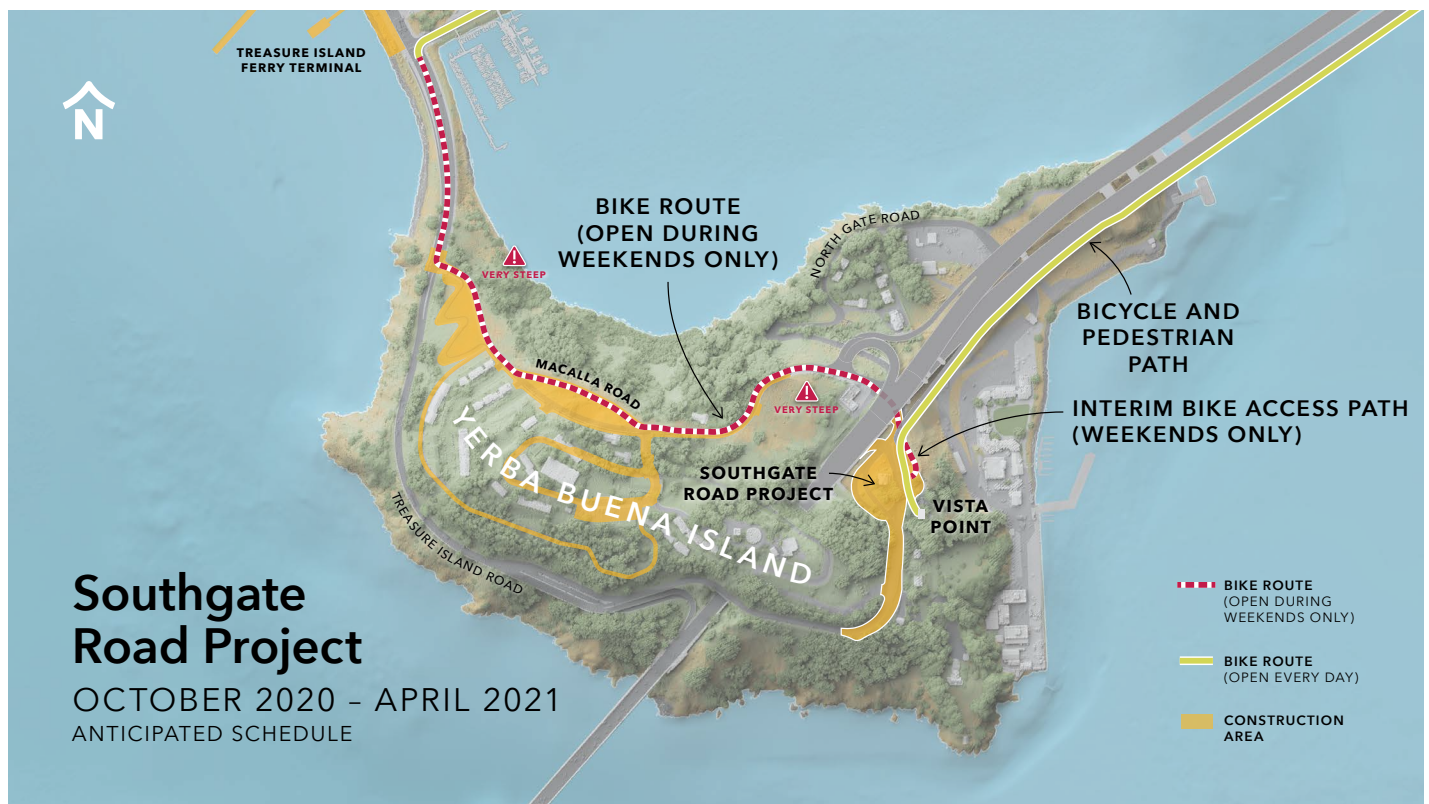 TREASURE ISLAND
FERRY TERMINAL
N
BIKE ROUTE
(OPEN DURING
WEEKENDS ONLY)
NORTH GATE ROAD
VERY STEEP
BICYCLE AND
PEDESTRIAN
PATH
MACALLA ROAD
VERY STEEP
INTERIM BIKE ACCESS PATH
(WEEKENDS ONLY)
YERBA BUENA ISLAND
SOUTHGATE
ROAD PROJECT
VISTA
POINT
TREASURE ISLAND ROAD
Southgate
Road Project
OCTOBER 2020 – APRIL 2021
ANTICIPATED SCHEDULE
BIKE ROUTE
(OPEN DURING
WEEKENDS ONLY)
BIKE ROUTE
(OPEN EVERY DAY)
CONSTRUCTION
AREA